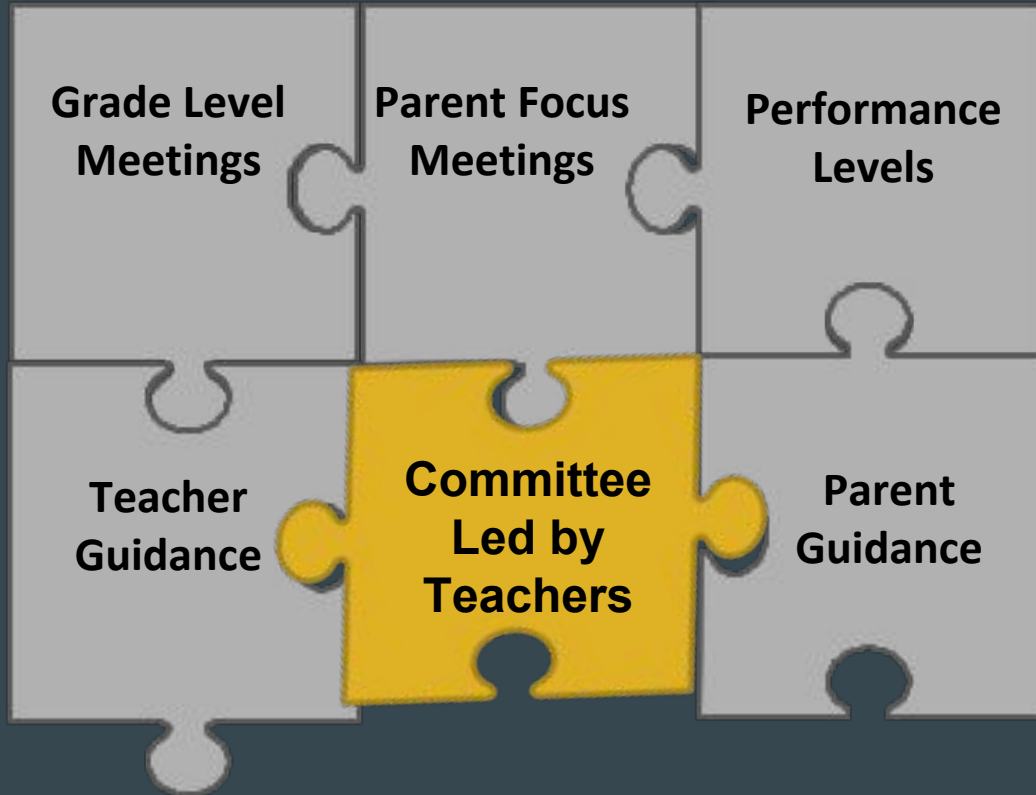 Grade Level
Meetings
Parent Focus
Meetings
Performance
Levels
Teacher
Guidance
Committee
Led by
Teachers
Parent
Guidance